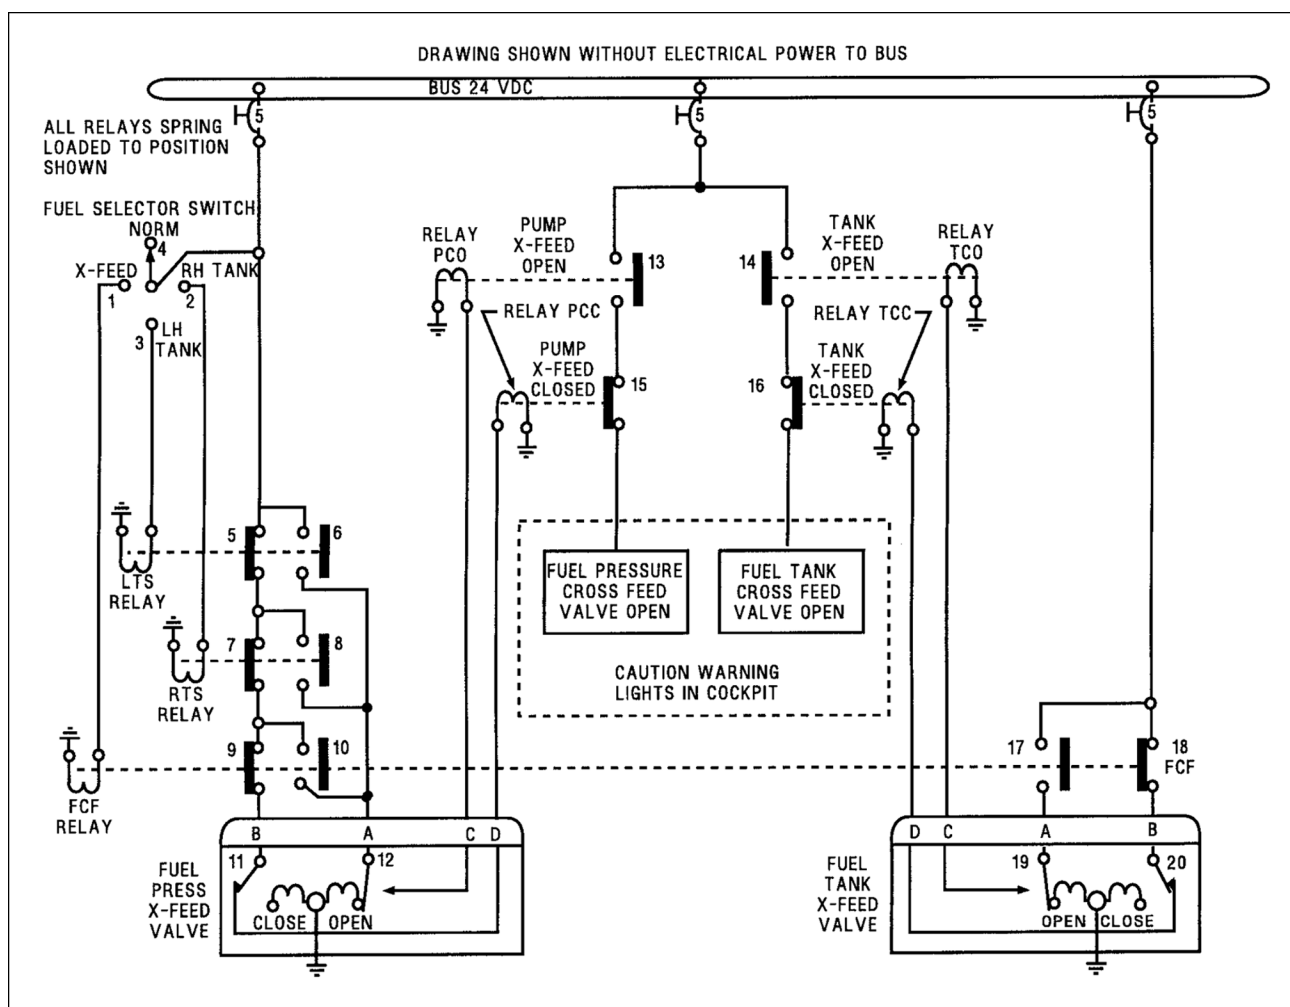 DRAWING SHOWN WITHOUT ELECTRICAL POWER TO BUS
BUS 24 VDC
5
5
5
ALL RELAYS SPRING
LOADED TO POSITION
SHOWN
FUEL SELECTOR SWITCH
NORM
4
X-FEED
RH TANK
1
2
3
LH
TANK
RELAY
PCO
PUMP
X-FEED
OPEN
13
14
TANK
X-FEED
OPEN
RELAY
TCO
RELAY PCC
RELAY TCC
PUMP
X-FEED
CLOSED
15
16
TANK
X-FEED
CLOSED
5
6
LTS
RELAY
7
8
RTS
RELAY
9
10
FCF
RELAY
FUEL PRESSURE
CROSS FEED
VALVE OPEN
FUEL TANK
CROSS FEED
VALVE OPEN
CAUTION WARNING
LIGHTS IN COCKPIT
17
18
FCF
B
A
C
D
11
12
FUEL
PRESS
X-FEED
VALVE
CLOSE
OPEN
D
C
A
B
19
20
FUEL
TANK
X-FEED
VALVE
OPEN
CLOSE